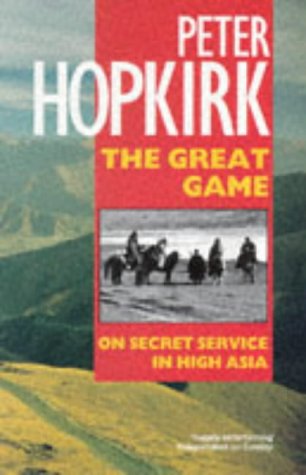 PETER
HOPKIRK
THE GREAT
GAME
ON SECRET SERVICE
IN HIGH ASIA